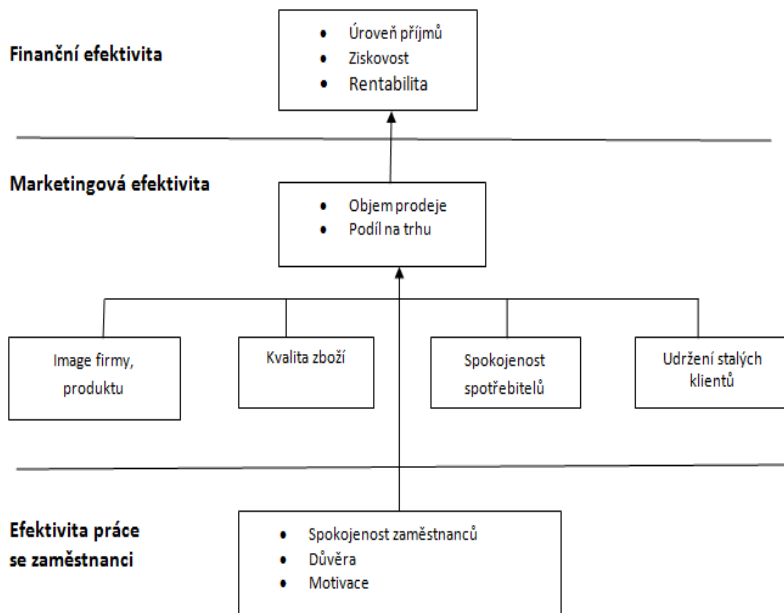 Finanční efektivita
• Úroveň příjmů
• Ziskovost
• Rentabilita
Marketingová efektivita
• Objem prodeje
• Podíl na trhu
Image firmy,
produktu
Kvalita zboží
Spokojenost
spotřebitelů
Udržení stalých
klientů
Efektivita práce
se zaměstnanci
• Spokojenost zaměstnanců
• Důvěra
• Motivace